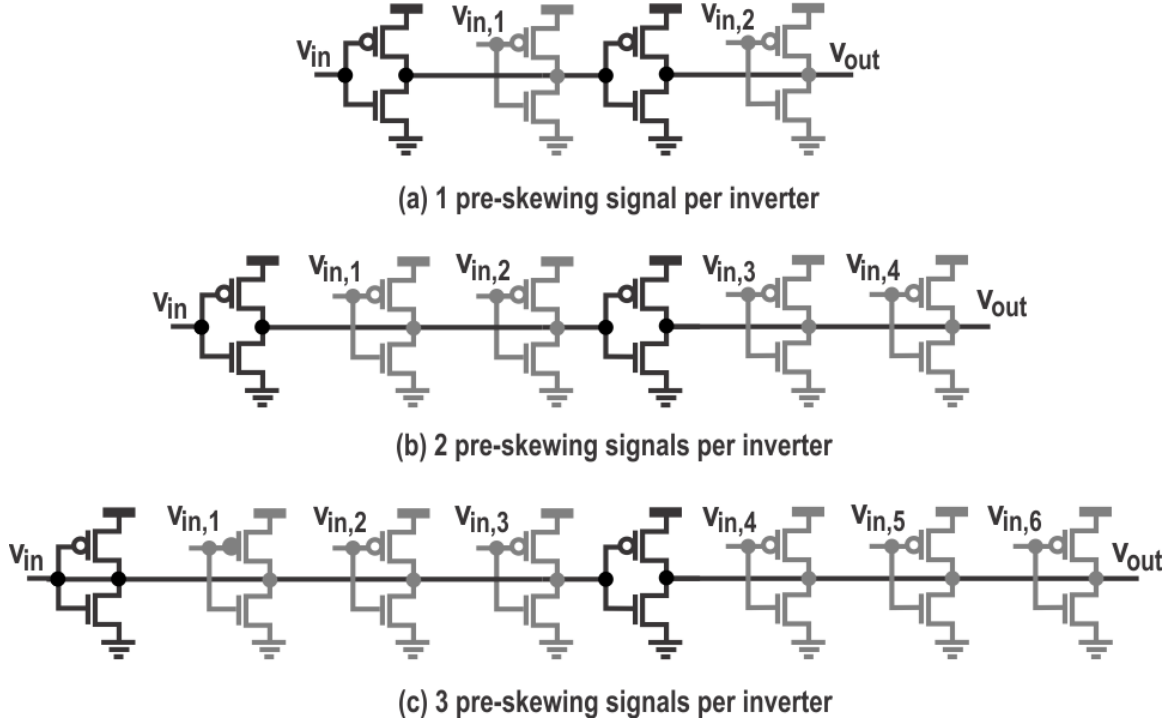 vin,1 vin,2
vin vout
(a) 1 pre-skewing signal per inverter
vin,1 vin,2 vin,3 vin,4
vin vout
(b) 2 pre-skewing signals per inverter
vin,1 vin,2 vin,3 vin,4 vin,5 vin,6
vin vout
(c) 3 pre-skewing signals per inverter